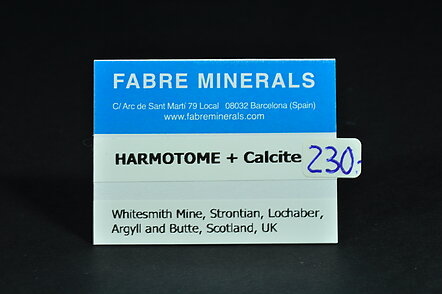 FABRE MINERALS
C/ Arc de Sant Martí 79 Local 08032 Barcelona (Spain)
www.fabreminerals.com
HARMOTOME + Calcite 230.-
Whitesmith Mine, Strontian, Lochaber,
Argyll and Butte, Scotland, UK